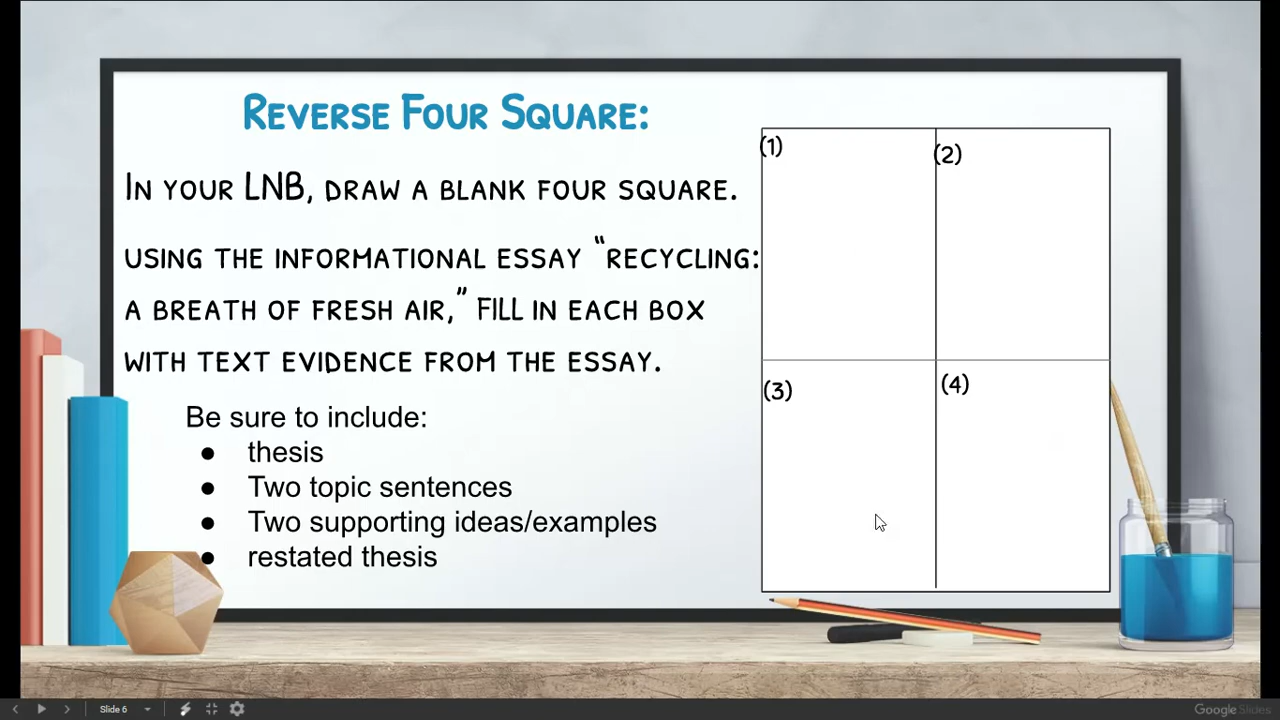 REVERSE FOUR SQUARE:
IN YOUR LNB, DRAW A BLANK FOUR SQUARE.
USING THE INFORMATIONAL ESSAY "RECYCLING:
A BREATH OF FRESH AIR," FILL IN EACH BOX
WITH TEXT EVIDENCE FROM THE ESSAY.
Be sure to include:
● thesis
● Two topic sentences
● Two supporting ideas/examples
● restated thesis
(1)
(2)
(3)
(4)
Slide 6
Google Slides